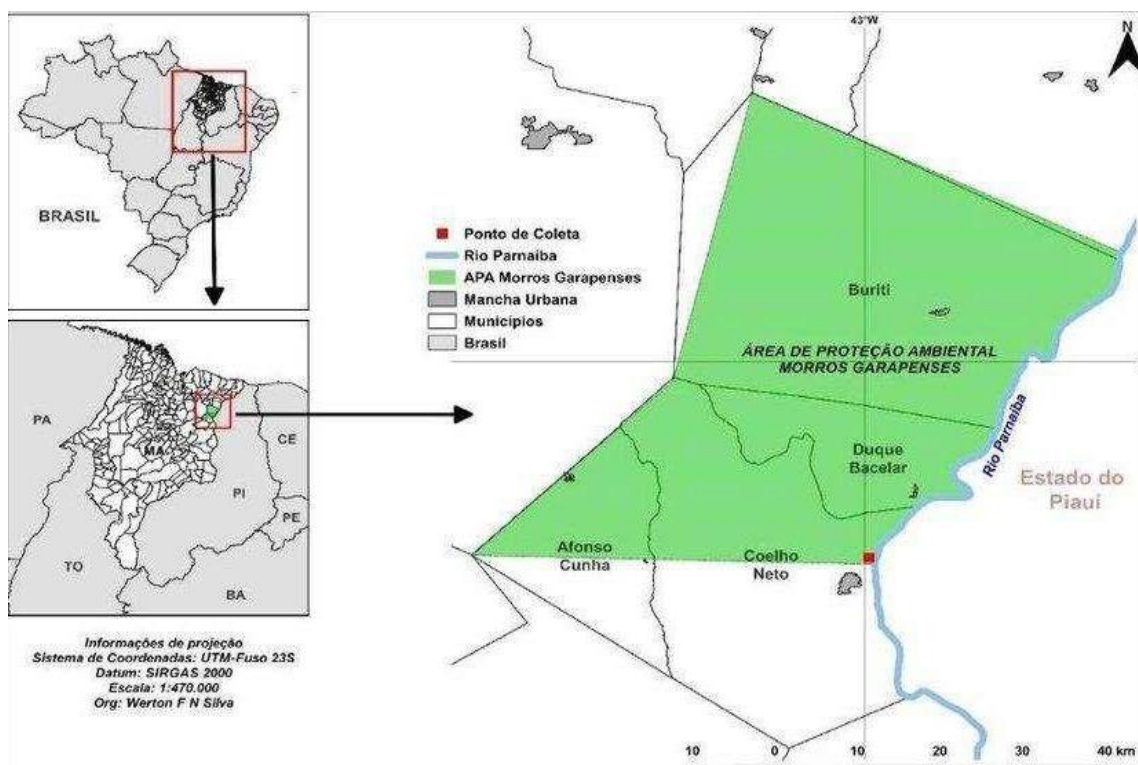 BRASIL
PA
MA
CE
PI
PE
TO
BA
Informações de projeção
Sistema de Coordenadas: UTM-Fuso 23S
Datum: SIRGAS 2000
Escala: 1:470.000
Org: Werton F N Silva
Ponto de Coleta
Rio Parnaíba
APA Morros Garapenses
Mancha Urbana
Municípios
Brasil
43°W
N
Buriti
ÁREA DE PROTEÇÃO AMBIENTAL
MORROS GARAPENSES
Duque
Bacelar
Rio Parnaíba
Estado do
Piauí
Afonso
Cunha
Coelho
Neto
10 0 10 20 30 40 km